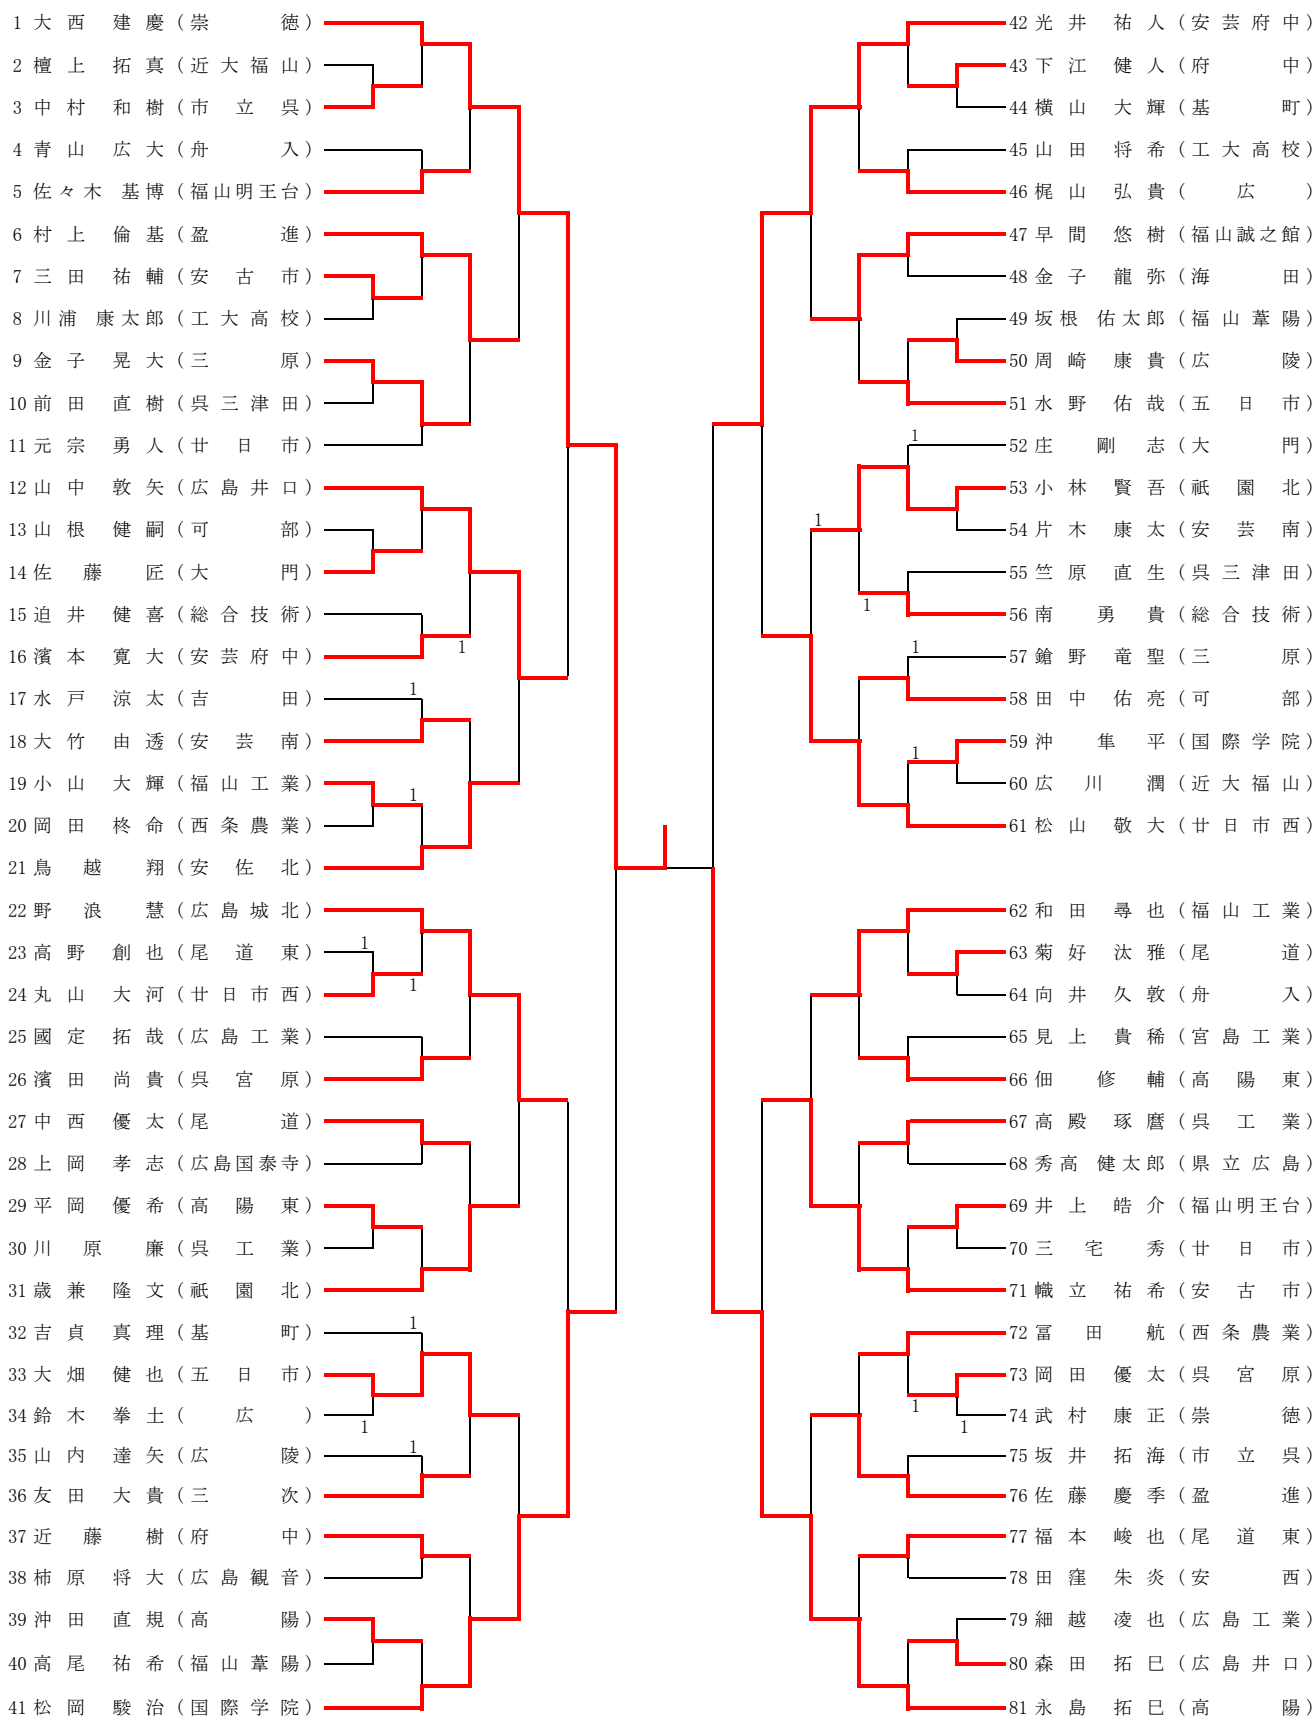 1 大西 建慶 (崇 徳)
2 檀上 拓真 (近大福山)
3 中村 和樹 (市立呉)
4 青山 広大 (舟 入)
5 佐々木 基博 (福山明王台)
6 村上 倫基 (盈 進)
7 三田 祐輔 (安古市)
8 川浦 康太郎 (工大高校)
9 金子 晃大 (三 原)
10 前田 直樹 (呉三津田)
11 元宗 勇人 (廿日市)
12 山中 敦矢 (広島井口)
13 山根 健嗣 (可 部)
14 佐藤 匠 (大 門)
15 迫井 健喜 (総合技術)
1
16 濱本 寛大 (安芸府中)
17 水戸 涼太 (吉 田) 1
18 大竹 由透 (安芸南)
19 小山 大輝 (福山工業) 1
20 岡田 柊命 (西条農業)
21 鳥越 翔 (安佐北)
22 野浪 慧 (広島城北)
23 高野 創也 (尾道東) 1
24 丸山 大河 (廿日市西) 1
25 國定 拓哉 (広島工業)
26 濱田 尚貴 (呉宮原)
27 中西 優太 (尾 道)
28 上岡 孝志 (広島国泰寺)
29 平岡 優希 (高陽東)
30 川原 廉 (呉工業)
31 歳兼 隆文 (祇園北)
32 吉貞 真理 (基 町) 1
33 大畑 健也 (五日市)
34 鈴木 拳土 (広) 1
35 山内 達矢 (広 陵) 1
36 友田 大貴 (三 次)
37 近藤 樹 (府 中)
38 柿原 将大 (広島観音)
39 沖田 直規 (高 陽)
40 高尾 祐希 (福山葦陽)
41 松岡 駿治 (国際学院)
42 光井 祐人 (安芸府中)
43 下江 健人 (府 中)
44 横山 大輝 (基 町)
45 山田 将希 (工大高校)
46 梶山 弘貴 (広)
47 早間 悠樹 (福山誠之館)
48 金子 龍弥 (海 田)
49 坂根 佑太郎 (福山葦陽)
50 周崎 康貴 (広 陵)
51 水野 佑哉 (五日市)
1 52 庄 剛志 (大 門)
53 小林 賢吾 (祇園北)
1 54 片木 康太 (安芸南)
55 竺原 直生 (呉三津田)
1 56 南 勇貴 (総合技術)
1 57 鎗野 竜聖 (三 原)
58 田中 佑亮 (可 部)
1 59 沖 隼平 (国際学院)
60 広川 潤 (近大福山)
61 松山 敬大 (廿日市西)
62 和田 尋也 (福山工業)
63 菊好 汰雅 (尾 道)
64 向井 久敦 (舟 入)
65 見上 貴稀 (宮島工業)
66 佃 修輔 (高陽東)
67 高殿 琢磨 (呉工業)
68 秀高 健太郎 (県立広島)
69 井上 皓介 (福山明王台)
70 三宅 秀 (廿日市)
71 幟立 祐希 (安古市)
72 冨田 航 (西条農業)
73 岡田 優太 (呉宮原)
1 1 74 武村 康正 (崇 徳)
75 坂井 拓海 (市立呉)
76 佐藤 慶季 (盈 進)
77 福本 峻也 (尾道東)
78 田窪 朱炎 (安 西)
79 細越 凌也 (広島工業)
80 森田 拓巳 (広島井口)
81 永島 拓巳 (高 陽)